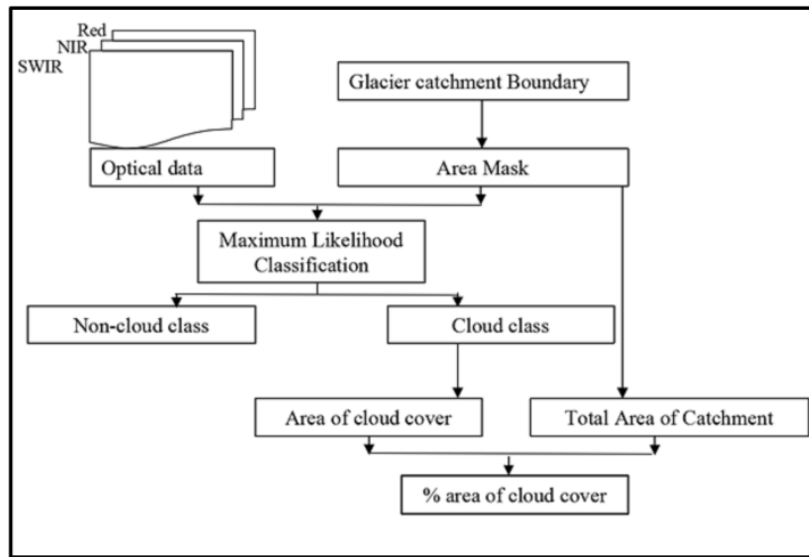 Red
NIR
SWIR
Glacier catchment Boundary
Optical data
Area Mask
Maximum Likelihood
Classification
Non-cloud class
Cloud class
Area of cloud cover
Total Area of Catchment
% area of cloud cover